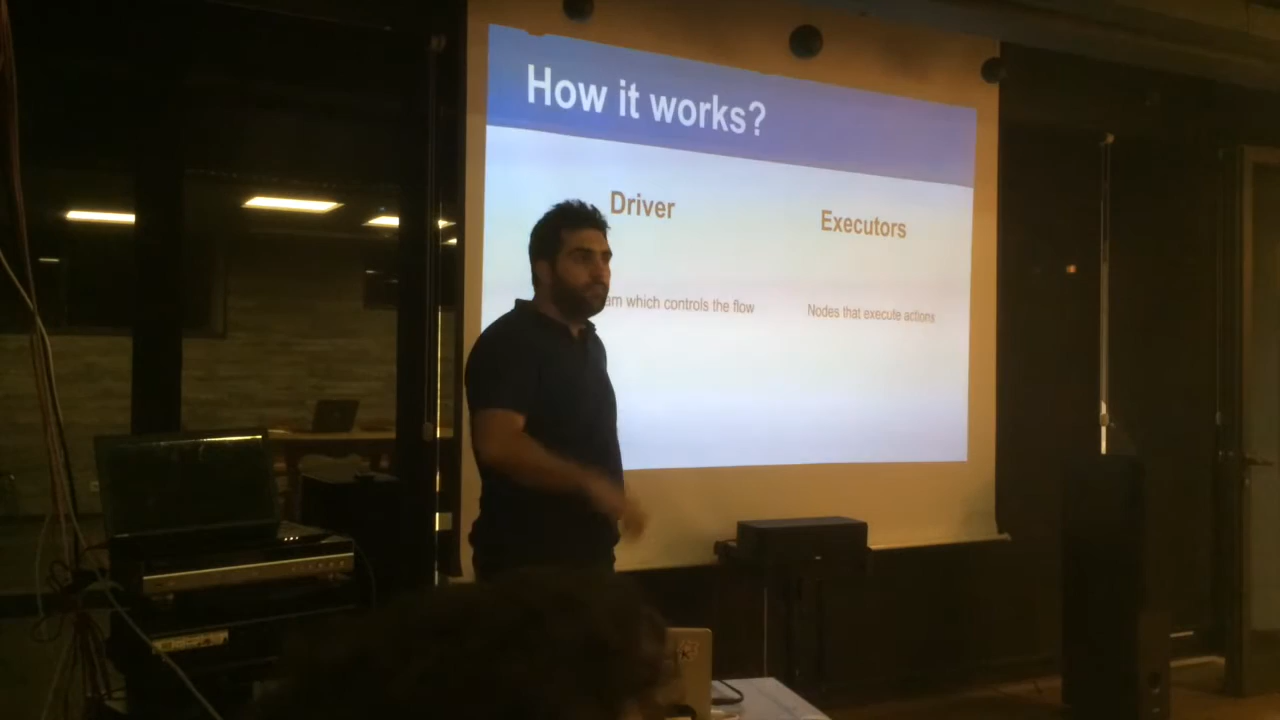 How it works?
Driver
Executors
am which controls the flow
Nodes that execute actions